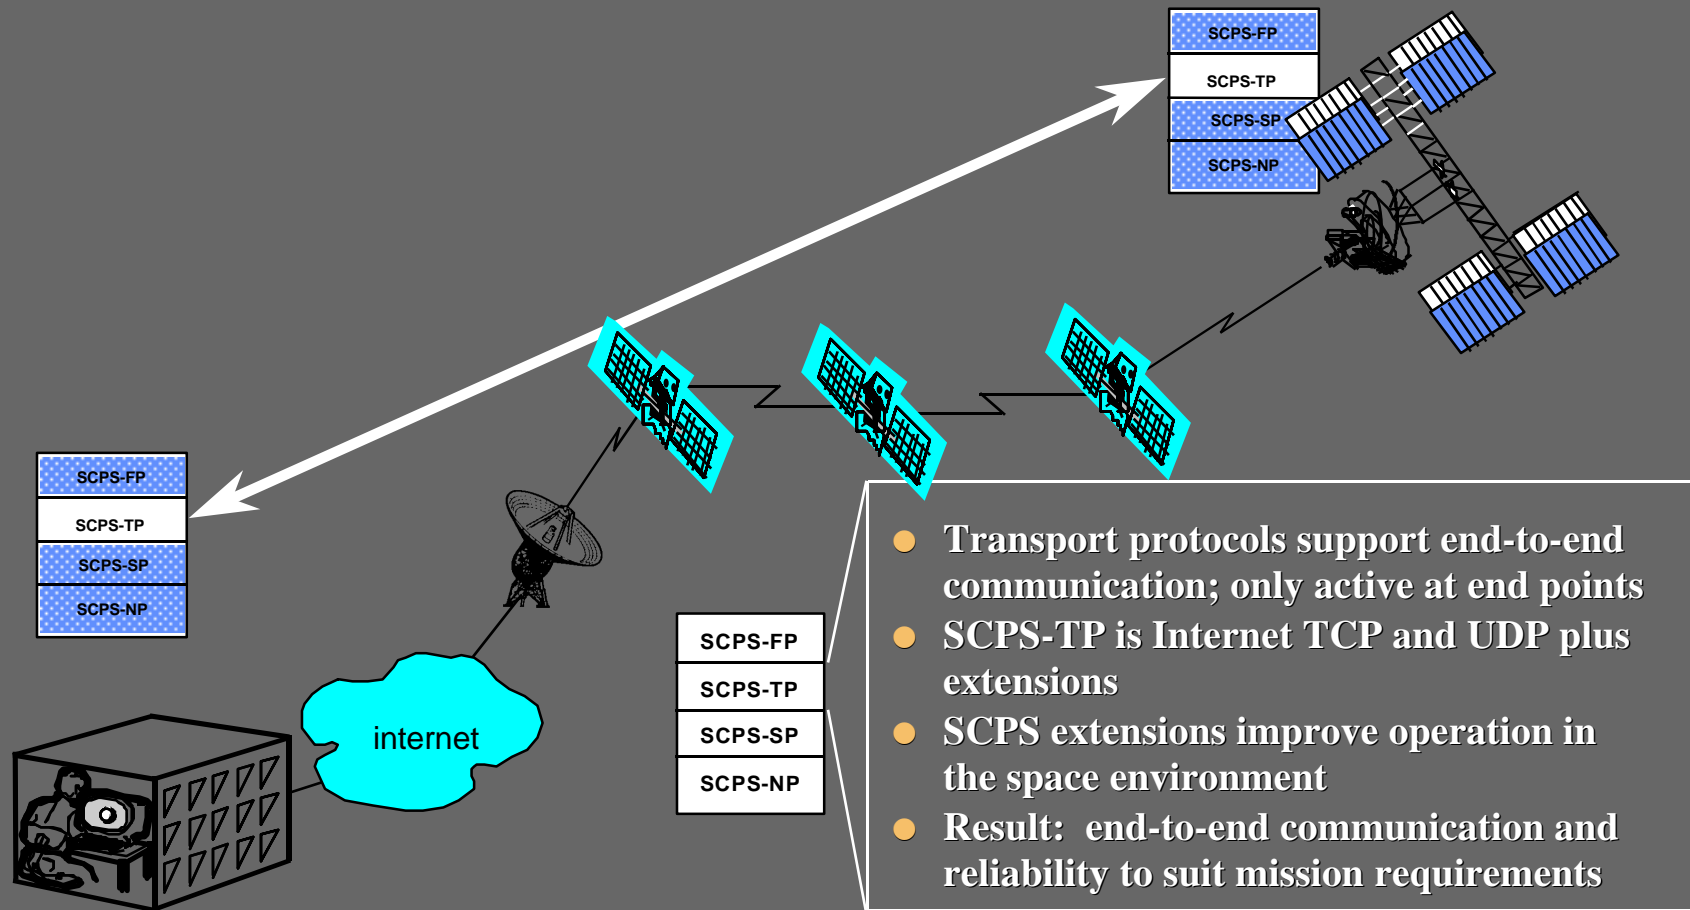 SCPS-FP
SCPS-TP
SCPS-SP
SCPS-NP
SCPS-FP
SCPS-TP
SCPS-SP
SCPS-NP
internet
SCPS-FP
SCPS-TP
SCPS-SP
SCPS-NP
Transport protocols support end-to-end
communication; only active at end points
SCPS-TP is Internet TCP and UDP plus
extensions
SCPS extensions improve operation in
the space environment
Result: end-to-end communication and
reliability to suit mission requirements